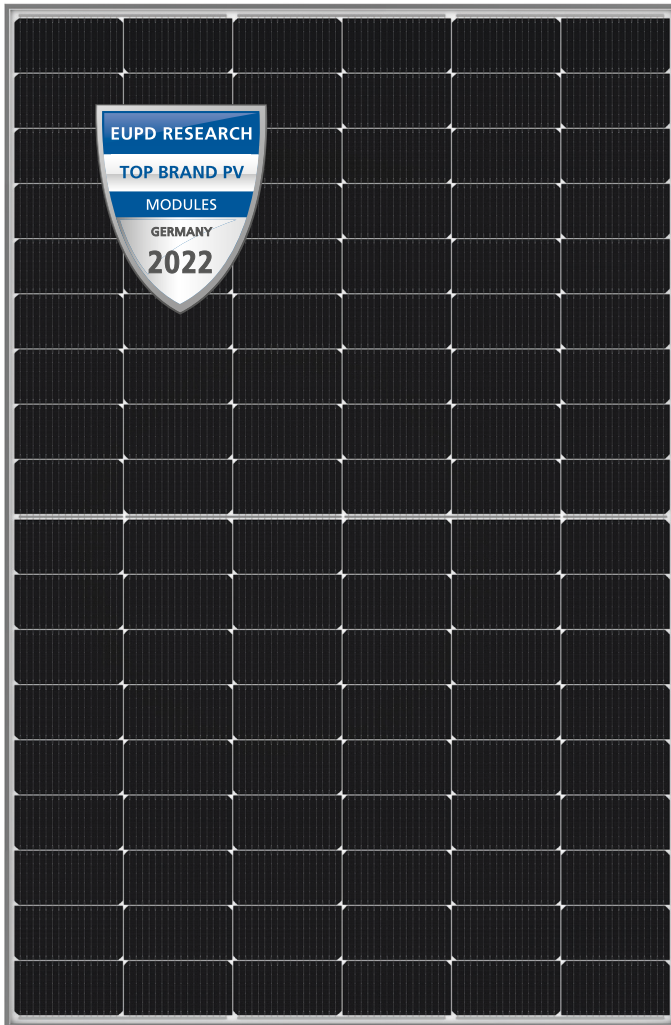 EUPD RESEARCH
TOP BRAND PV
MODULES
GERMANY
2022